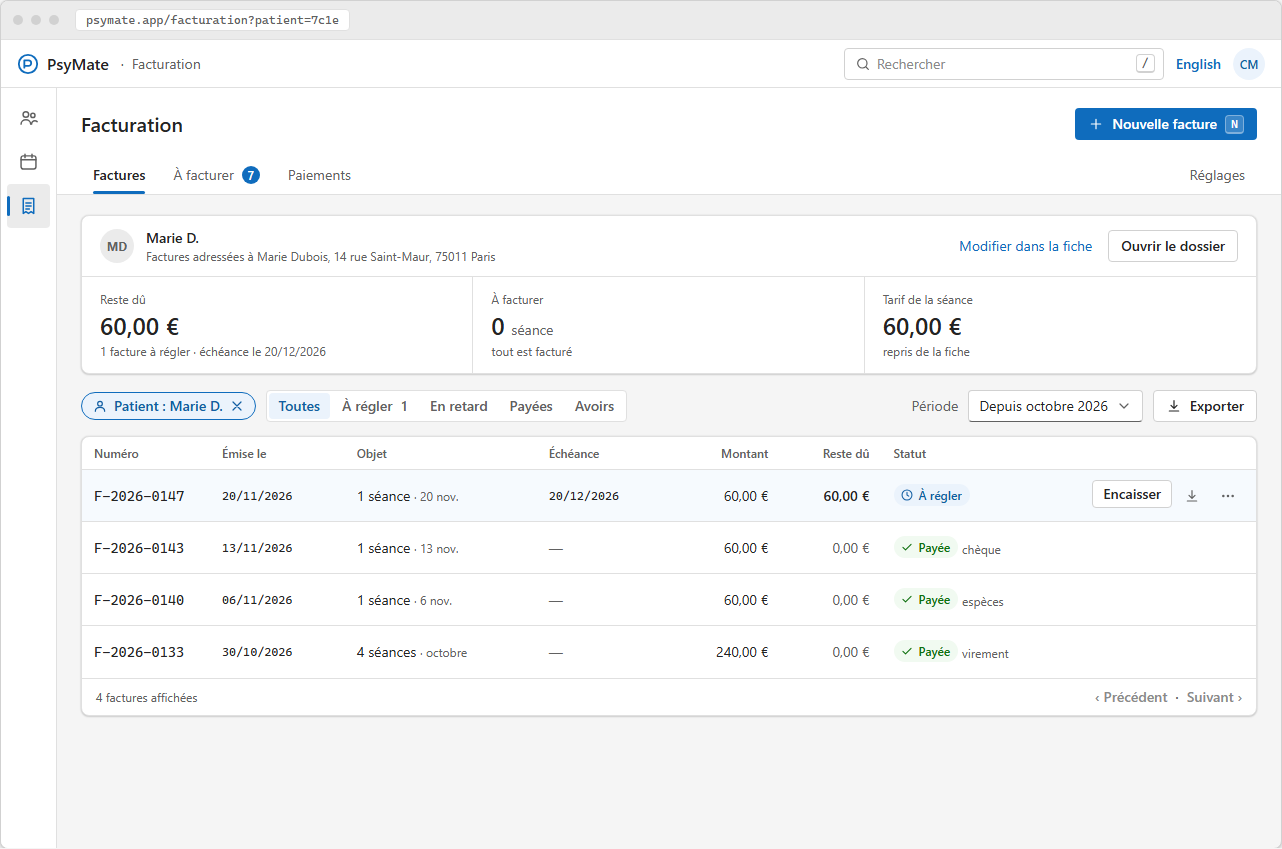 psymate.app/facturation?patient=7c1e
PsyMate · Facturation
Rechercher /
English
CM
Facturation
+ Nouvelle facture N
Factures
À facturer 7
Paiements
Réglages
MD
Marie D.
Factures adressées à Marie Dubois, 14 rue Saint-Maur, 75011 Paris
Modifier dans la fiche
Ouvrir le dossier
Reste dû
60,00 €
1 facture à régler · échéance le 20/12/2026
À facturer
0 séance
tout est facturé
Tarif de la séance
60,00 €
repris de la fiche
Patient : Marie D.
Toutes
À régler 1
En retard
Payées
Avoirs
Période
Depuis octobre 2026
Exporter
Numéro Émise le Objet Échéance Montant Reste dû Statut
F-2026-0147 20/11/2026 1 séance · 20 nov. 20/12/2026 60,00 € 60,00 € À régler Encaisser ···
F-2026-0143 13/11/2026 1 séance · 13 nov. — 60,00 € 0,00 € Payée chèque
F-2026-0140 06/11/2026 1 séance · 6 nov. — 60,00 € 0,00 € Payée espèces
F-2026-0133 30/10/2026 4 séances · octobre — 240,00 € 0,00 € Payée virement
4 factures affichées
‹ Précédent · Suivant ›